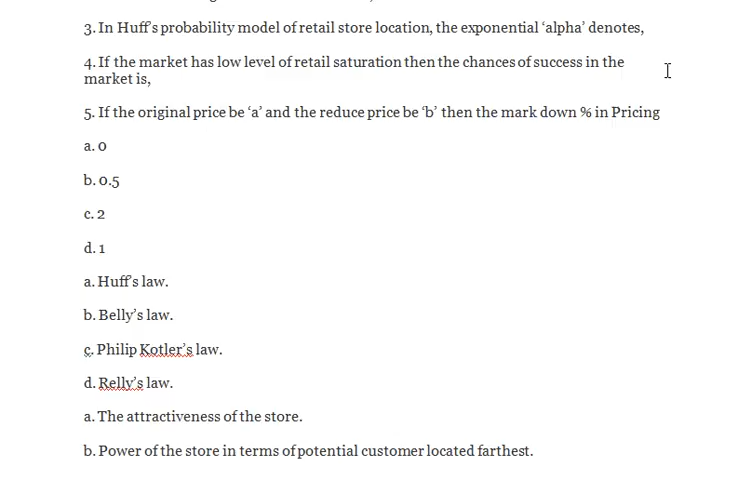 3. In Huff's probability model of retail store location, the exponential ‘alpha’ denotes,
4. If the market has low level of retail saturation then the chances of success in the
market is,
5. If the original price be ‘a’ and the reduce price be ‘b’ then the mark down % in Pricing
a. 0
b. 0.5
c. 2
d. 1
a. Huff's law.
b. Belly’s law.
c. Philip Kotler’s law.
d. Relly’s law.
a. The attractiveness of the store.
b. Power of the store in terms of potential customer located farthest.